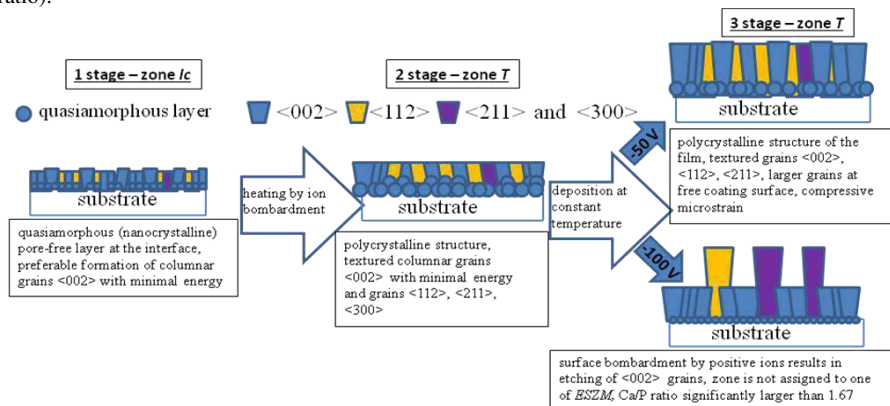 ratio).
3 stage – zone T
1 stage – zone Ic
2 stage – zone T
quasiamorphous layer
<002> <112> <211> and <300>
substrate
-50 V
polycrystalline structure of the
film, textured grains <002>,
<112>, <211>, larger grains at
free coating surface, compressive
microstrain
substrate
heating by ion
bombardment
substrate
deposition at
constant
temperature
quasiamorphous (nanocrystalline)
pore-free layer at the interface,
preferable formation of columnar
grains <002> with minimal energy
polycrystalline structure,
textured columnar grains
<002> with minimal energy
and grains <112>, <211>,
<300>
-100 V
substrate
surface bombardment by positive ions results in
etching of <002> grains, zone is not assigned to one
of ESZM, Ca/P ratio significantly larger than 1.67